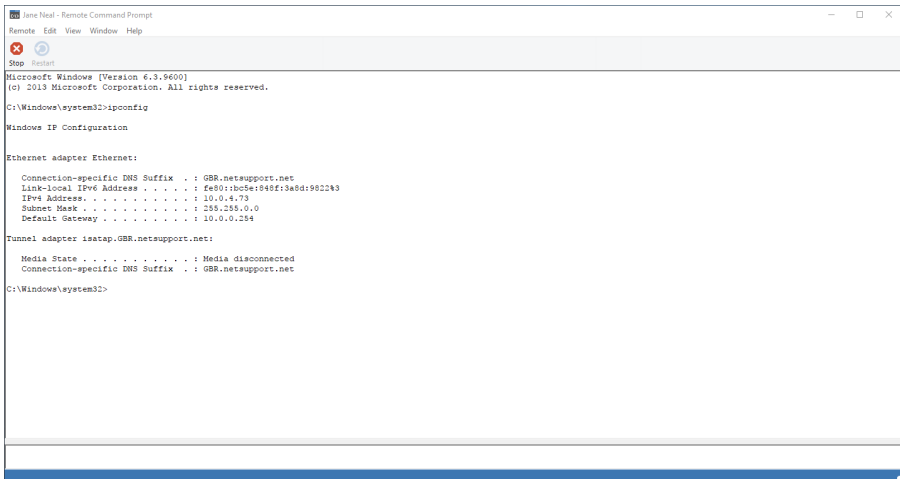 Jane Neal - Remote Command Prompt
Remote Edit View Window Help
Stop Restart
Microsoft Windows [Version 6.3.9600]
(c) 2013 Microsoft Corporation. All rights reserved.
C:\Windows\system32>ipconfig
Windows IP Configuration
Ethernet adapter Ethernet:
Connection-specific DNS Suffix . : GBR.netsupport.net
Link-local IPv6 Address . . . . . : fe80::bc5e:848f:3a8d:9822%3
IPv4 Address. . . . . . . . . . . : 10.0.4.73
Subnet Mask . . . . . . . . . . . : 255.255.0.0
Default Gateway . . . . . . . . . : 10.0.0.254
Tunnel adapter isatap.GBR.netsupport.net:
Media State . . . . . . . . . . . : Media disconnected
Connection-specific DNS Suffix . : GBR.netsupport.net
C:\Windows\system32>